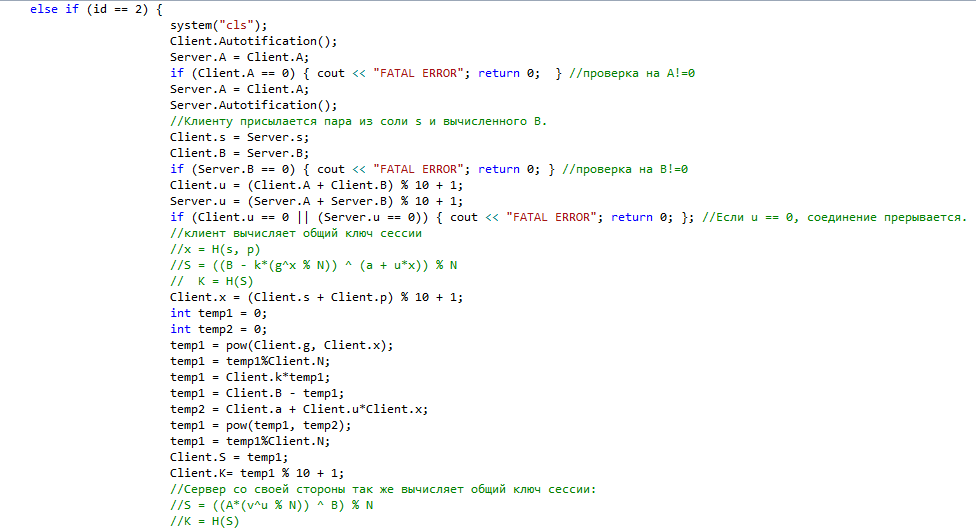 else if (id == 2) {
system("cls");
Client.Autotification();
Server.A = Client.A;
if (Client.A == 0) { cout << "FATAL ERROR"; return 0;  } //проверка на A!=0
Server.A = Client.A;
Server.Autotification();
//Клиенту присылается пара из соли s и вычисленного B.
Client.s = Server.s;
Client.B = Server.B;
if (Server.B == 0) { cout << "FATAL ERROR"; return 0; } //проверка на B!=0
Client.u = (Client.A + Client.B) % 10 + 1;
Server.u = (Server.A + Server.B) % 10 + 1;
if (Client.u == 0 || (Server.u == 0)) { cout << "FATAL ERROR"; return 0; }; //Если u == 0, соединение прерывается.
//клиент вычисляет общий ключ сессии
//x = H(s, p)
//S = ((B - k*(g^x % N)) ^ (a + u*x)) % N
//  K = H(S)
Client.x = (Client.s + Client.p) % 10 + 1;
int temp1 = 0;
int temp2 = 0;
temp1 = pow(Client.g, Client.x);
temp1 = temp1%Client.N;
temp1 = Client.k*temp1;
temp1 = Client.B - temp1;
temp2 = Client.a + Client.u*Client.x;
temp1 = pow(temp1, temp2);
temp1 = temp1%Client.N;
Client.S = temp1;
Client.K= temp1 % 10 + 1;
//Сервер со своей стороны так же вычисляет общий ключ сессии:
//S = ((A*(v^u % N)) ^ B) % N
//K = H(S)